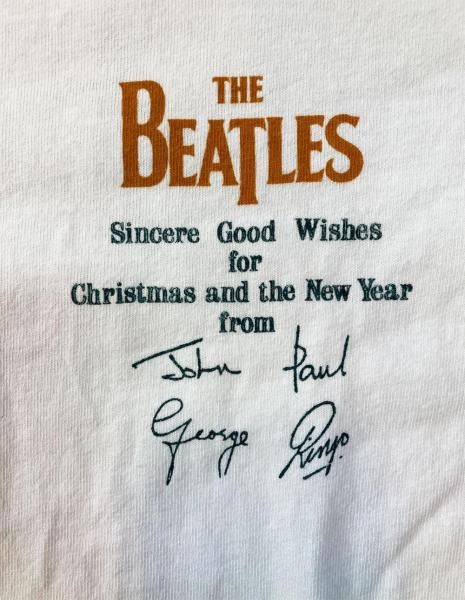 THE
BEATLES
Sincere Good Wishes
for
Christmas and the New Year
from
John Paul
George Ringo.